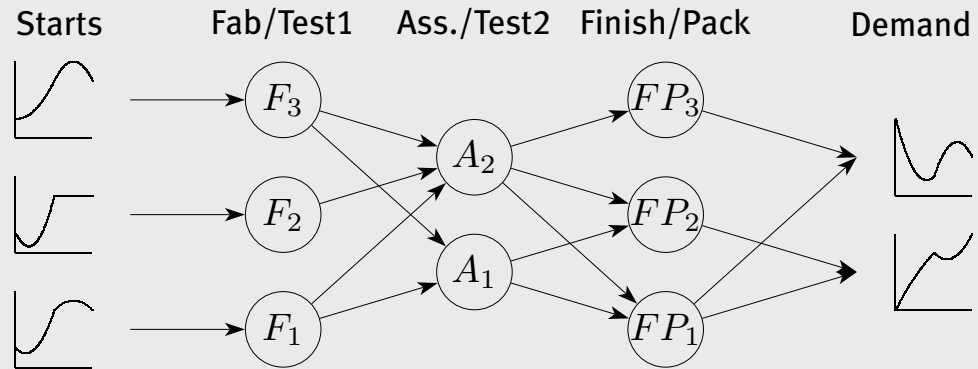 Starts Fab/Test1 Ass./Test2 Finish/Pack Demand
F₃ FP₃
A₂
F₂ FP₂
A₁
F₁ FP₁